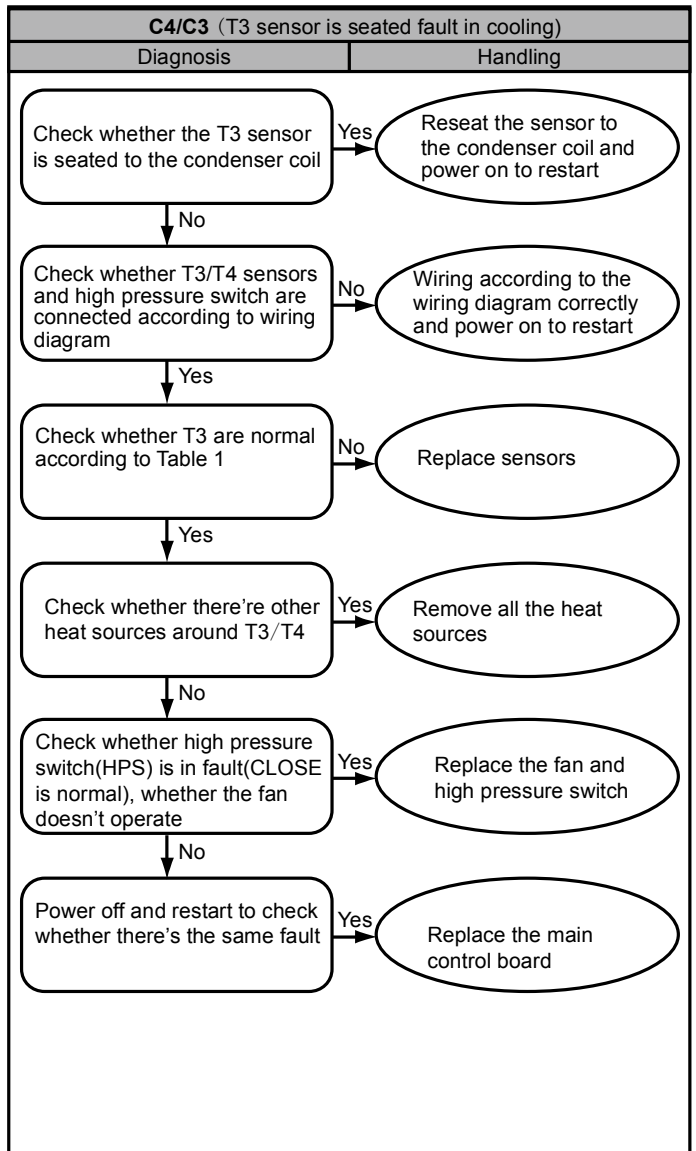 C4/C3（T3 sensor is seated fault in cooling)
Diagnosis
Handling
Check whether the T3 sensor
is seated to the condenser coil
Yes
Reseat the sensor to
the condenser coil and
power on to restart
No
Check whether T3/T4 sensors
and high pressure switch are
connected according to wiring
diagram
No
Wiring according to the
wiring diagram correctly
and power on to restart
Yes
Check whether T3 are normal
according to Table 1
No
Replace sensors
Yes
Check whether there're other
heat sources around T3/T4
Yes
Remove all the heat
sources
No
Check whether high pressure
switch(HPS) is in fault(CLOSE
is normal), whether the fan
doesn't operate
Yes
Replace the fan and
high pressure switch
No
Power off and restart to check
whether there's the same fault
Yes
Replace the main
control board